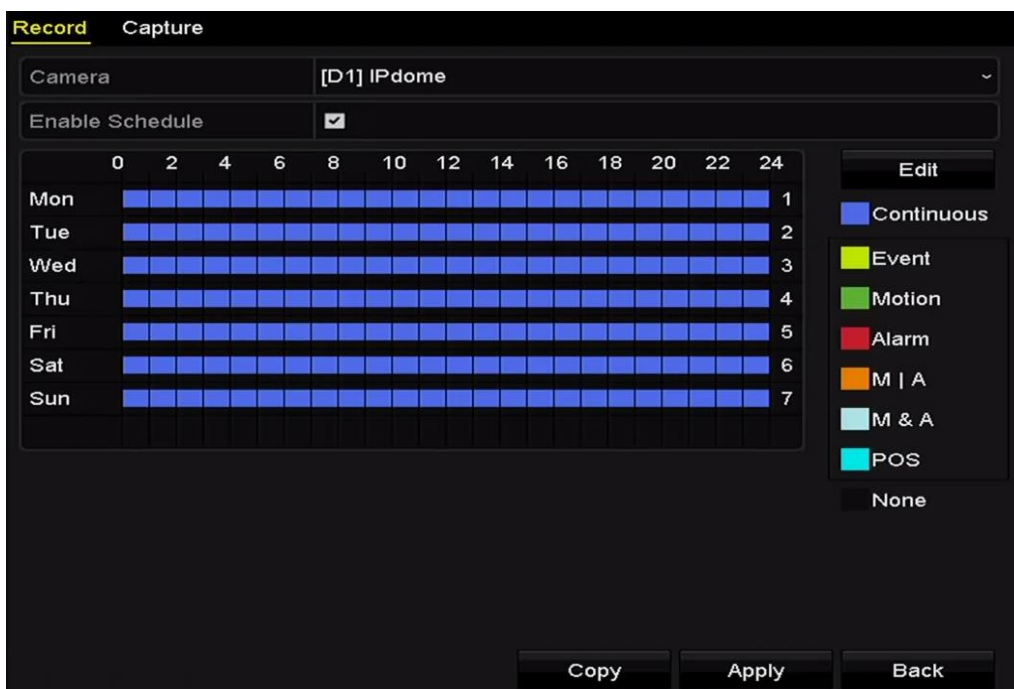 Record Capture
Camera [D1] IPdome
Enable Schedule
0 2 4 6 8 10 12 14 16 18 20 22 24
Mon 1
Tue 2
Wed 3
Thu 4
Fri 5
Sat 6
Sun 7
Edit
Continuous
Event
Motion
Alarm
M | A
M & A
POS
None
Copy Apply Back